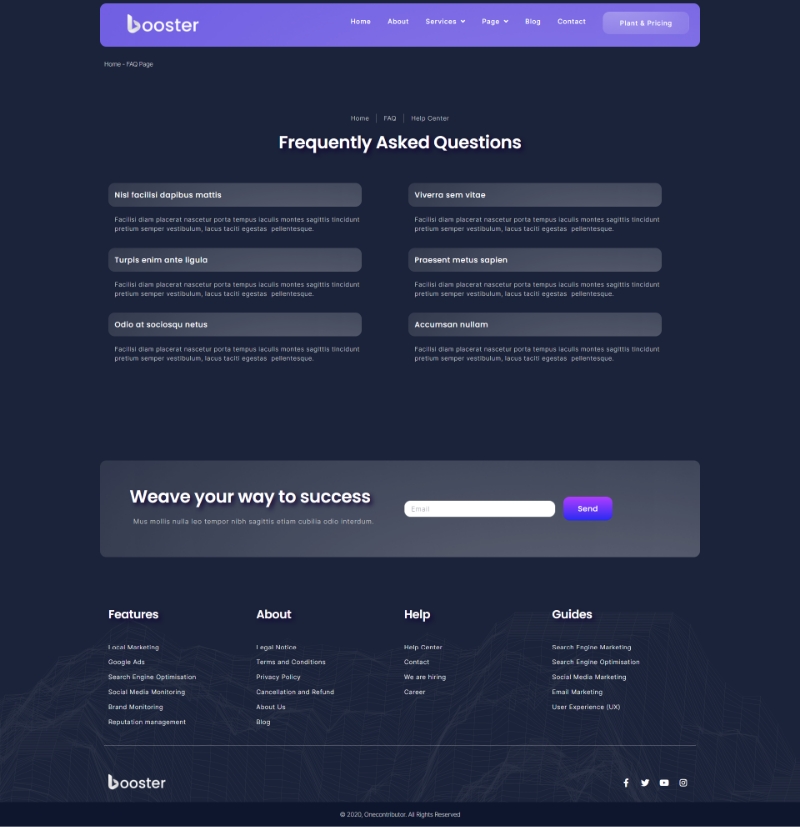 booster
Home About Services Page Blog Contact Plant & Pricing
Home - FAQ Page
Home FAQ Help Center
Frequently Asked Questions
Nisl facilisi dapibus mattis
Facilisi diam placerat nascetur porta tempus iaculis montes sagittis tincidunt
pretium semper vestibulum, lacus taciti egestas pellentesque.
Viverra sem vitae
Facilisi diam placerat nascetur porta tempus iaculis montes sagittis tincidunt
pretium semper vestibulum, lacus taciti egestas pellentesque.
Turpis enim ante ligula
Facilisi diam placerat nascetur porta tempus iaculis montes sagittis tincidunt
pretium semper vestibulum, lacus taciti egestas pellentesque.
Praesent metus sapien
Facilisi diam placerat nascetur porta tempus iaculis montes sagittis tincidunt
pretium semper vestibulum, lacus taciti egestas pellentesque.
Odio at sociosqu netus
Facilisi diam placerat nascetur porta tempus iaculis montes sagittis tincidunt
pretium semper vestibulum, lacus taciti egestas pellentesque.
Accumsan nullam
Facilisi diam placerat nascetur porta tempus iaculis montes sagittis tincidunt
pretium semper vestibulum, lacus taciti egestas pellentesque.
Weave your way to success
Mus mollis nulla leo tempor nibh sagittis etiam cubilia odio interdum.
Email
Send
Features
Local Marketing
Google Ads
Search Engine Optimisation
Social Media Monitoring
Brand Monitoring
Reputation management
About
Legal Notice
Terms and Conditions
Privacy Policy
Cancellation and Refund
About Us
Blog
Help
Help Center
Contact
We are hiring
Career
Guides
Search Engine Marketing
Search Engine Optimisation
Social Media Marketing
Email Marketing
User Experience (UX)
booster
© 2020, Onecontributor. All Rights Reserved